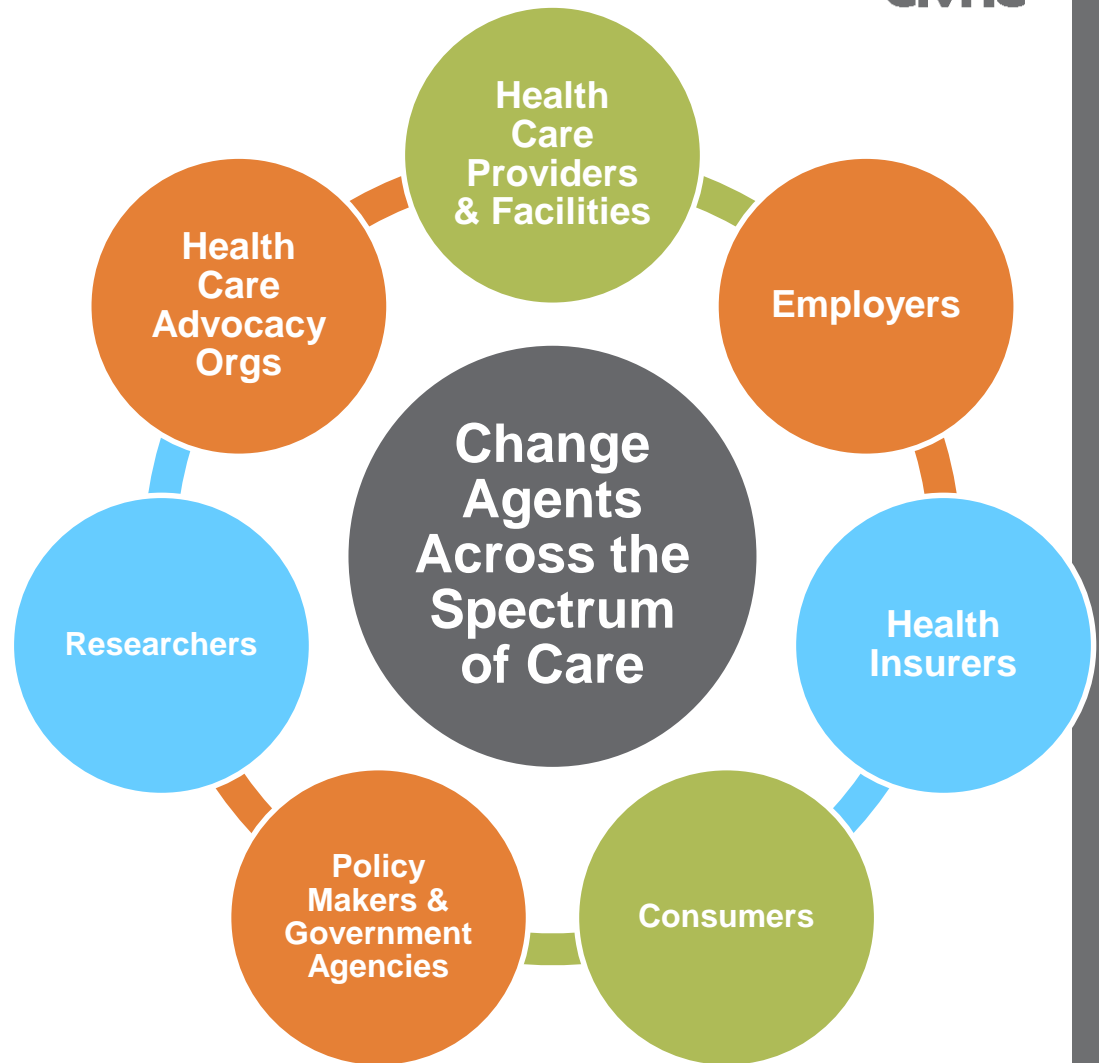 Health
Care
Providers
& Facilities
Employers
Health
Insurers
Consumers
Policy
Makers &
Government
Agencies
Researchers
Health
Care
Advocacy
Orgs
Change
Agents
Across the
Spectrum
of Care